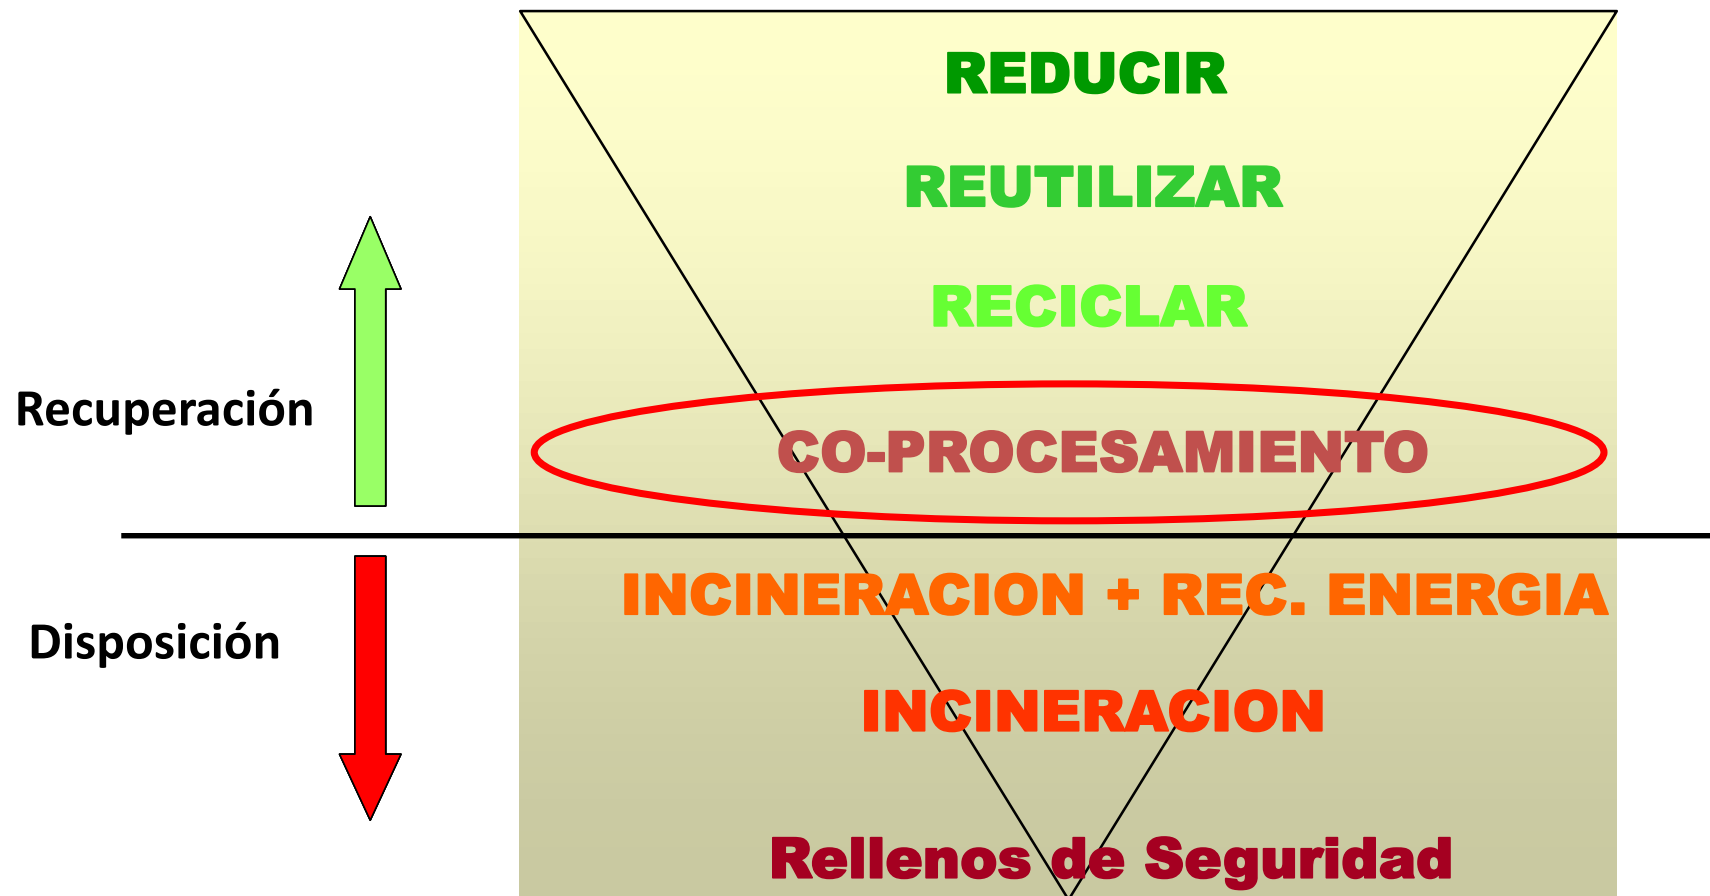 REDUCIR
REUTILIZAR
RECICLAR
Recuperación
CO-PROCESAMIENTO
INCINERACION + REC. ENERGIA
Disposición
INCINERACION
Rellenos de Seguridad